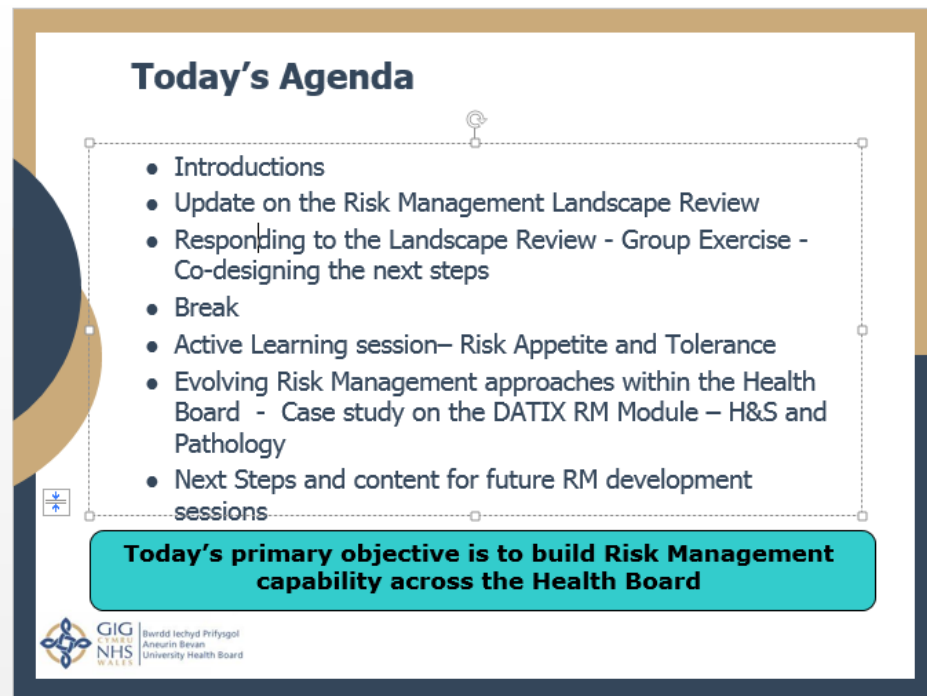 Today's Agenda
● Introductions
● Update on the Risk Management Landscape Review
● Responding to the Landscape Review - Group Exercise -
Co-designing the next steps
● Break
● Active Learning session– Risk Appetite and Tolerance
● Evolving Risk Management approaches within the Health
Board - Case study on the DATIX RM Module – H&S and
Pathology
● Next Steps and content for future RM development
sessions
Today's primary objective is to build Risk Management
capability across the Health Board
GIG
CYMRU
NHS
WALES
Bwrdd Iechyd Prifysgol
Aneurin Bevan
University Health Board